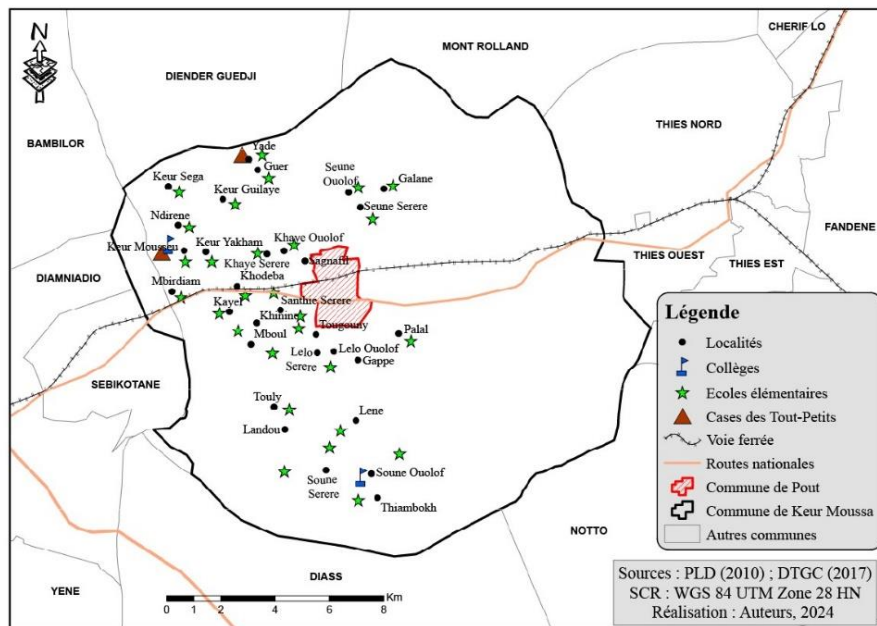 N
CHERIF LO
MONT ROLLAND
DIENDER GUEDJI
THIES NORD
BAMBILOR
Yade
Guer
Keur Sega
Seune
Ouolof
Galane
Keur Guilaye
Seune Serere
Ndirene
FANDENE
Keur Mousseu
Keur Yakham
Khaye Ouolof
Khaye Serere
Sagnafil
THIES OUEST
THIES EST
DIAMNIADIO
Khodeba
Mbirdiam
Santhie Serere
Kayel
Khinine
Tougouny
Palal
Mboul
Lelo
Serere
Lelo Ouolof
Gappe
SEBIKOTANE
Touly
Lene
Landou
Soune
Serere
Soune Ouolof
Thiambokh
NOTTO
DIASS
YENE
0 2 4 6 8 Km
Légende
Localités
Collèges
Ecoles élémentaires
Cases des Tout-Petits
Voie ferrée
Routes nationales
Commune de Pout
Commune de Keur Moussa
Autres communes
Sources : PLD (2010) ; DTGC (2017)
SCR : WGS 84 UTM Zone 28 HN
Réalisation : Auteurs, 2024